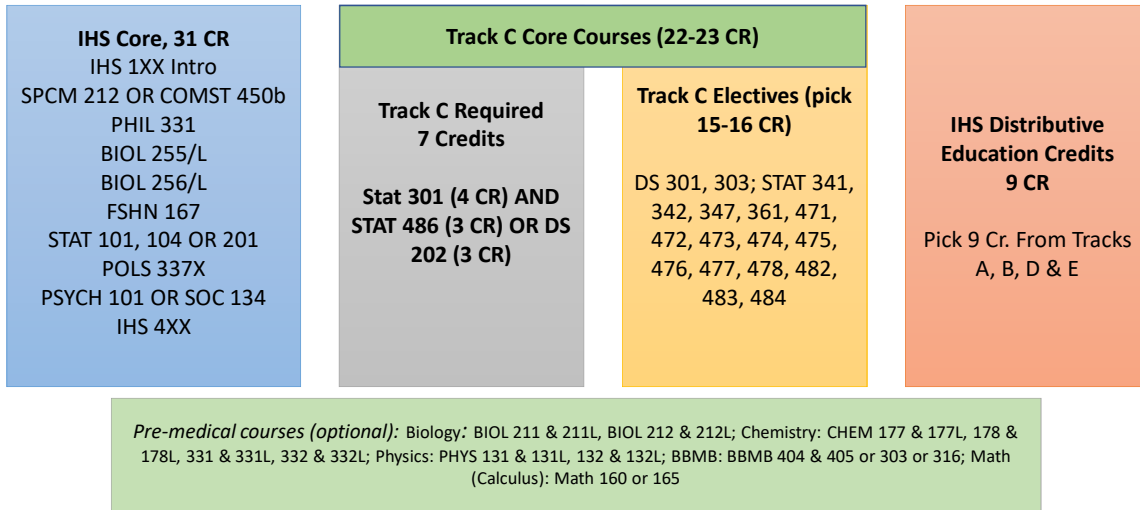 IHS Core, 31 CR
IHS 1XX Intro
SPCM 212 OR COMST 450b
PHIL 331
BIOL 255/L
BIOL 256/L
FSHN 167
STAT 101, 104 OR 201
POLS 337X
PSYCH 101 OR SOC 134
IHS 4XX
Track C Core Courses (22-23 CR)
Track C Required
7 Credits
Stat 301 (4 CR) AND
STAT 486 (3 CR) OR DS
202 (3 CR)
Track C Electives (pick
15-16 CR)
DS 301, 303; STAT 341,
342, 347, 361, 471,
472, 473, 474, 475,
476, 477, 478, 482,
483, 484
IHS Distributive
Education Credits
9 CR
Pick 9 Cr. From Tracks
A, B, D & E
Pre-medical courses (optional): Biology: BIOL 211 & 211L, BIOL 212 & 212L; Chemistry: CHEM 177 & 177L, 178 &
178L, 331 & 331L, 332 & 332L; Physics: PHYS 131 & 131L, 132 & 132L; BBMB: BBMB 404 & 405 or 303 or 316; Math
(Calculus): Math 160 or 165